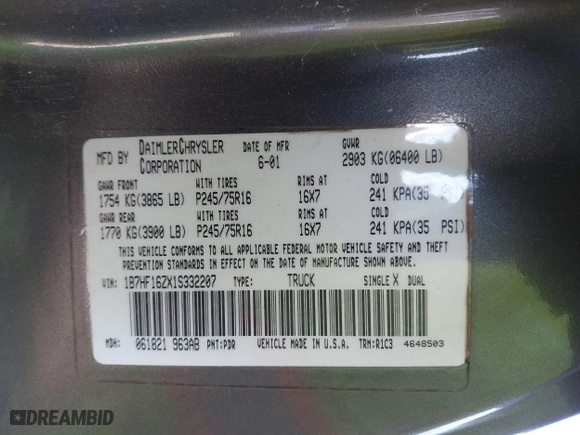 MFD BY DAIMLERCHRYSLER CORPORATION DATE OF MFR 6-01 GVWR 2903 KG(06400 LB)
GAWR FRONT WITH TIRES RIMS AT COLD
1754 KG(3865 LB) P245/75R16 16X7 241 KPA(35 PSI)
GAWR REAR WITH TIRES RIMS AT COLD
1770 KG(3900 LB) P245/75R16 16X7 241 KPA(35 PSI)
THIS VEHICLE CONFORMS TO ALL APPLICABLE FEDERAL MOTOR VEHICLE SAFETY AND THEFT
PREVENTION STANDARDS IN EFFECT ON THE DATE OF MANUFACTURE SHOWN ABOVE.
VIN: 1B7HF16ZX1S332207 TYPE: TRUCK SINGLE X DUAL
MDH: 061821 963AB PNT:PDR VEHICLE MADE IN U.S.A. TRM:R1C3 4648503
DREAMBID